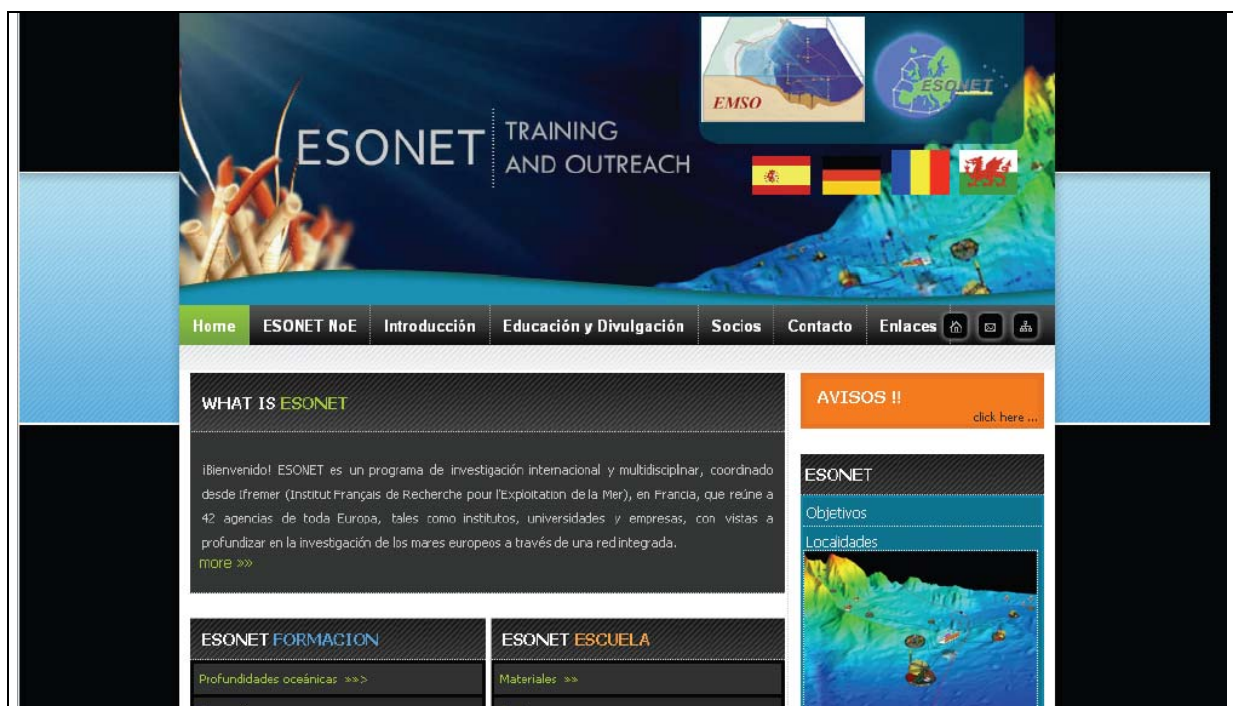 EMSO
ESONET
ESONET
TRAINING
AND OUTREACH
Home
ESONET NoE
Introducción
Educación y Divulgación
Socios
Contacto
Enlaces
WHAT IS ESONET
¡Bienvenido! ESONET es un programa de investigación internacional y multidisciplnar, coordnado
desde Ifremer (Institut Français de Recherche pour l'Exploitation de la Mer), en Francia, que reúne a
42 agencias de toda Europa, tales como institutos, universidades y empresas, con vistas a
profundizar en la investigación de los mares europeos a través de una red integrada.
more »»
AVISOS !!
click here ...
ESONET
Objetivos
Localidades
ESONET FORMACION
Profundidades oceánicas »»>
ESONET ESCUELA
Materiales »»